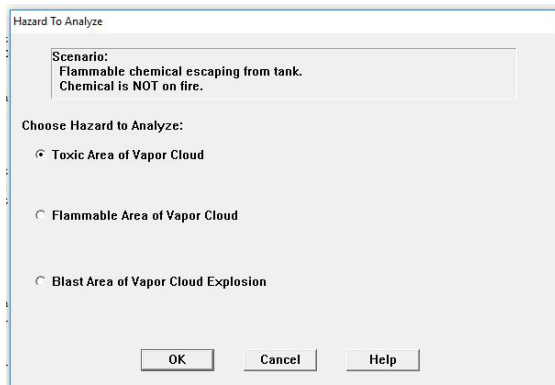 Hazard To Analyze
Scenario:
Flammable chemical escaping from tank.
Chemical is NOT on fire.
Choose Hazard to Analyze:
Toxic Area of Vapor Cloud
Flammable Area of Vapor Cloud
Blast Area of Vapor Cloud Explosion
OK Cancel Help